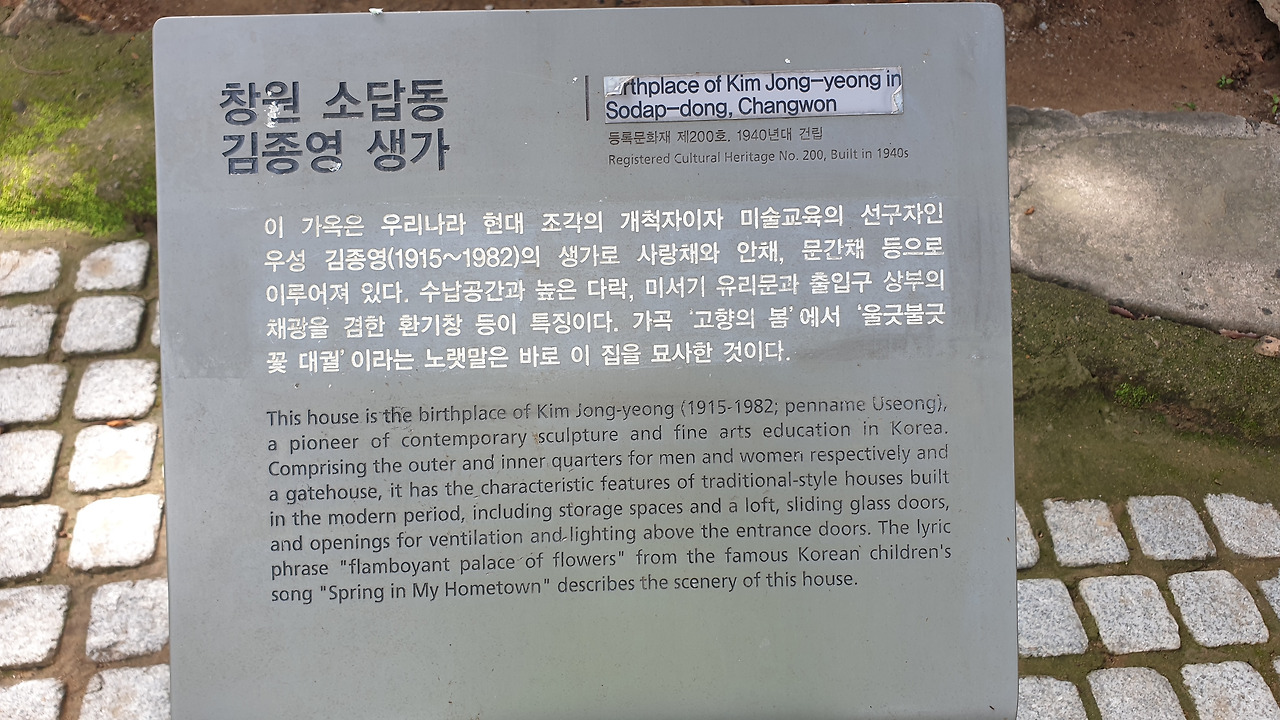 창원 소답동
김종영 생가
rthplace of Kim Jong-yeong in
Sodap-dong, Changwon
등록문화재 제200호. 1940년대 건립
Registered Cultural Heritage No. 200, Built in 1940s
이 가옥은 우리나라 현대 조각의 개척자이자 미술교육의 선구자인
우성 김종영(1915~1982)의 생가로 사랑채와 안채, 문간채 등으로
이루어져 있다. 수납공간과 높은 다락, 미서기 유리문과 출입구 상부의
채광을 겸한 환기창 등이 특징이다. 가곡 ‘고향의 봄’에서 ‘울긋불긋
꽃 대궐’이라는 노랫말은 바로 이 집을 묘사한 것이다.
This house is the birthplace of Kim Jong-yeong (1915-1982; penname Useong),
a pioneer of contemporary sculpture and fine arts education in Korea.
Comprising the outer and inner quarters for men and women respectively and
a gatehouse, it has the characteristic features of traditional-style houses built
in the modern period, including storage spaces and a loft, sliding glass doors,
and openings for ventilation and lighting above the entrance doors. The lyric
phrase "flamboyant palace of flowers" from the famous Korean children's
song "Spring in My Hometown" describes the scenery of this house.